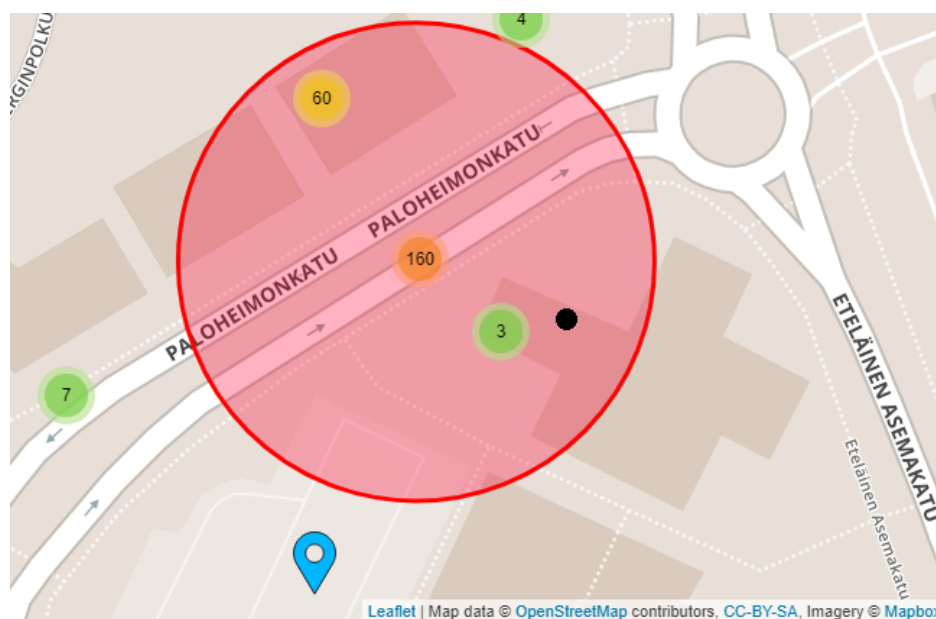 4
ERGINPOLKU
60
PALOHEIMONKATU
160
PALOHEIMONKATU
3
ETELÄINEN ASEMAKATU
7
Eteläinen Asemakatu
Leaflet | Map data © OpenStreetMap contributors, CC-BY-SA, Imagery © Mapbox